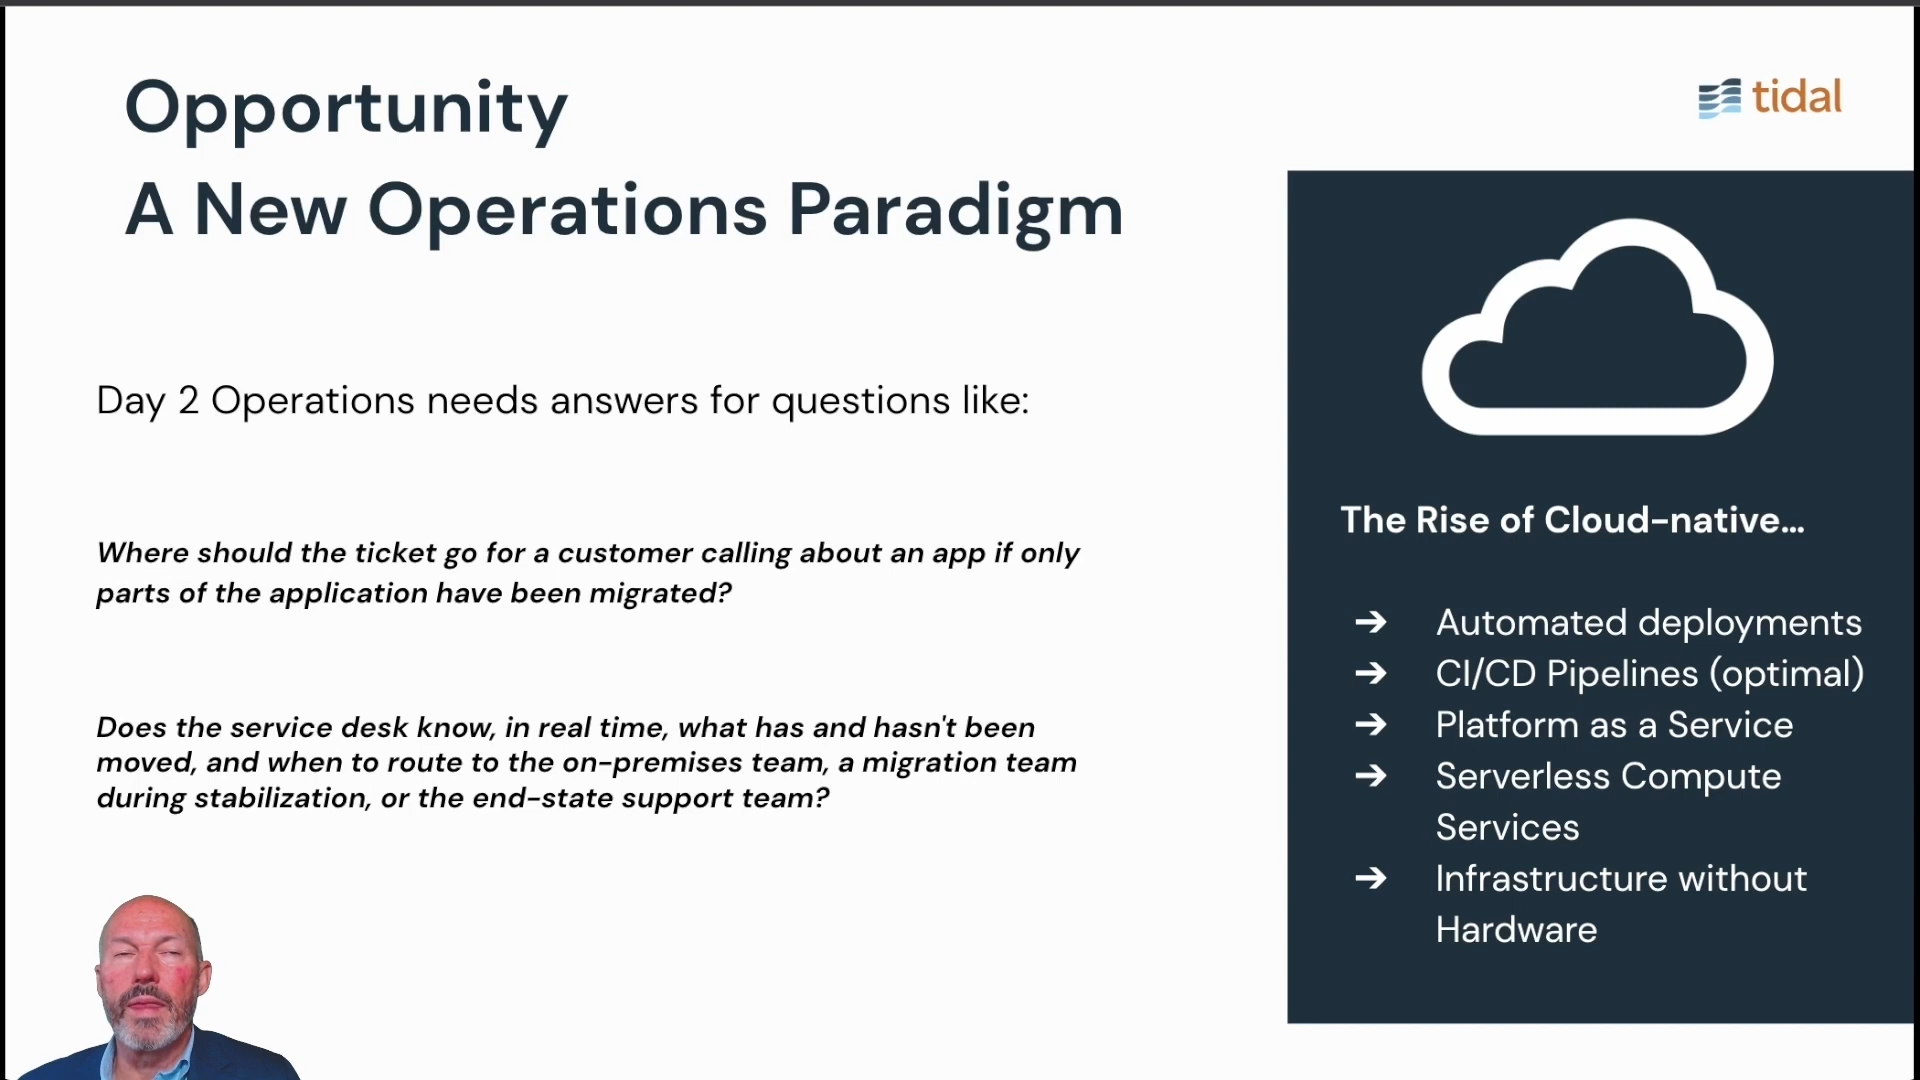 Opportunity
A New Operations Paradigm
tidal
Day 2 Operations needs answers for questions like:
Where should the ticket go for a customer calling about an app if only
parts of the application have been migrated?
Does the service desk know, in real time, what has and hasn't been
moved, and when to route to the on-premises team, a migration team
during stabilization, or the end-state support team?
The Rise of Cloud-native...
➔ Automated deployments
➔ CI/CD Pipelines (optimal)
➔ Platform as a Service
➔ Serverless Compute
Services
➔ Infrastructure without
Hardware